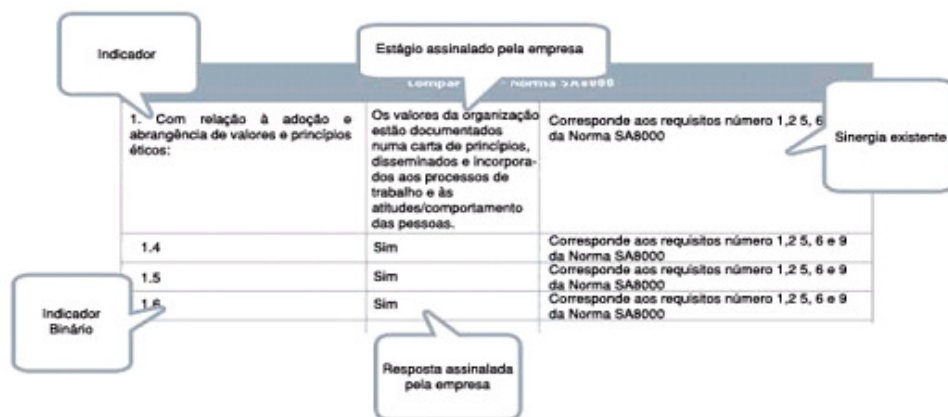 Indicador
Estágio assinalado pela empresa
Norma SA8000
1. Com relação à adoção e
abrangência de valores e princípios
éticos:
Os valores da organização
estão documentados
numa carta de princípios,
disseminados e incorpora-
dos aos processos de
trabalho e às
atitudes/comportamento
das pessoas.
Corresponde aos requisitos número 1,2 5, 6
da Norma SA8000
Sinergia existente
1.4
Sim
Corresponde aos requisitos número 1,2 5, 6 e 9
da Norma SA8000
1.5
Sim
Corresponde aos requisitos número 1,2 5, 6 e 9
da Norma SA8000
1.6
Sim
Corresponde aos requisitos número 1,2 5, 6 e 9
da Norma SA8000
Indicador
Binário
Resposta assinalada
pela empresa